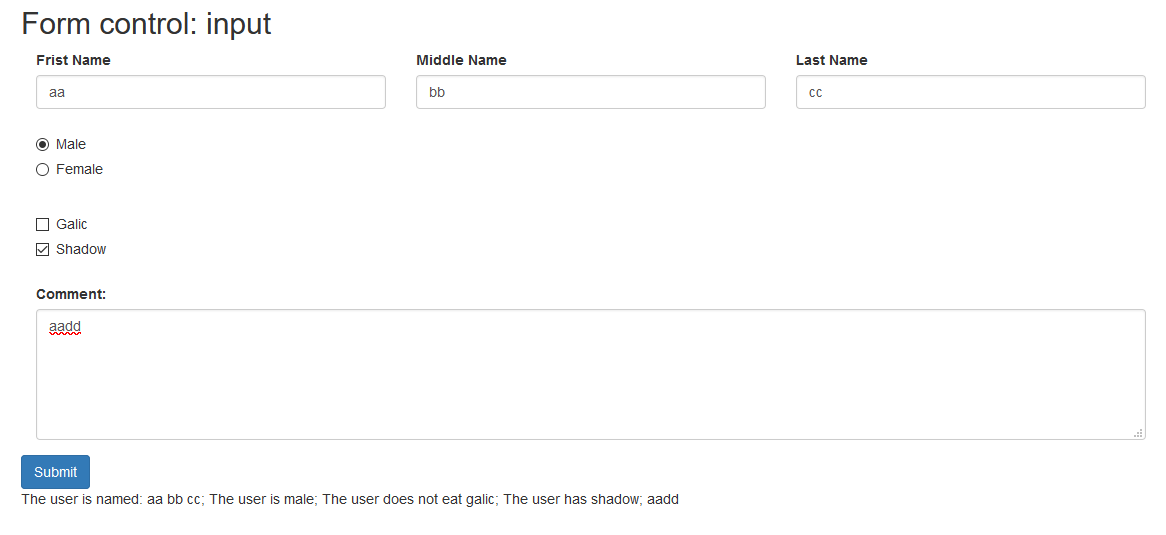 Form control: input
Frist Name Middle Name Last Name
aa bb cc
Male
Female
Galic
Shadow
Comment:
aadd
Submit
The user is named: aa bb cc; The user is male; The user does not eat galic; The user has shadow; aadd